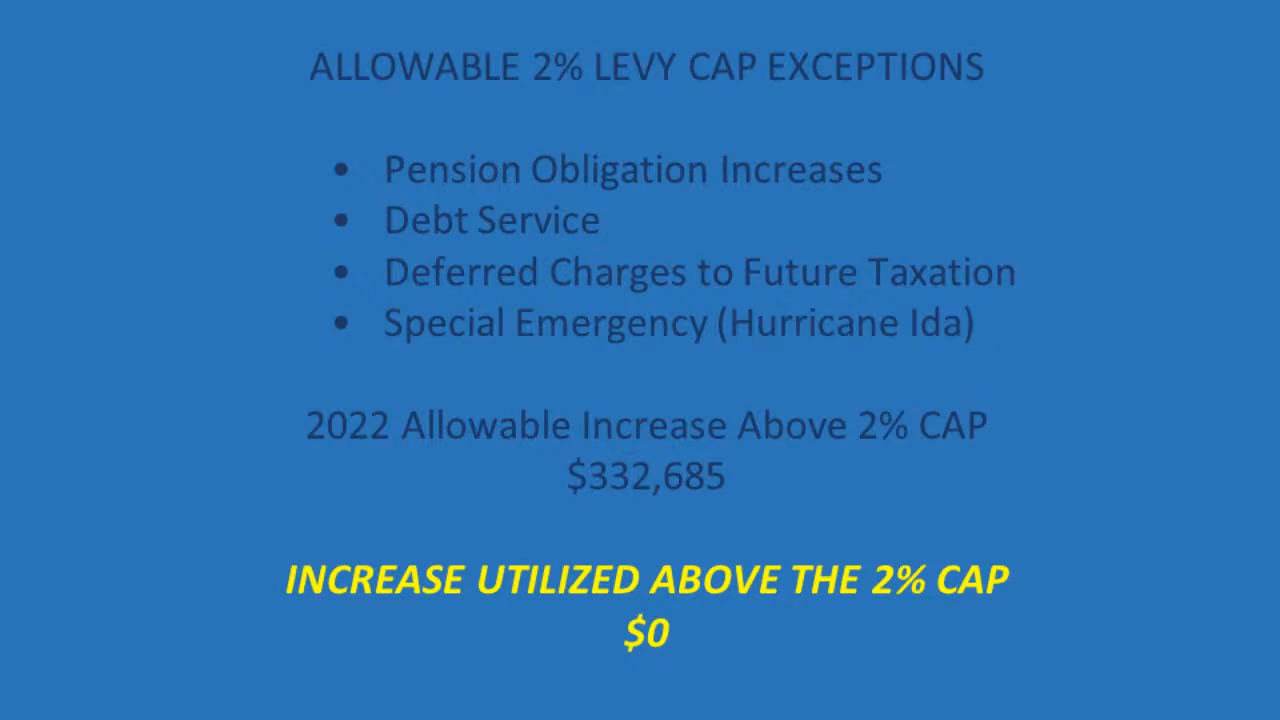 ALLOWABLE 2% LEVY CAP EXCEPTIONS
• Pension Obligation Increases
• Debt Service
• Deferred Charges to Future Taxation
• Special Emergency (Hurricane Ida)
2022 Allowable Increase Above 2% CAP
$332,685
INCREASE UTILIZED ABOVE THE 2% CAP
$0